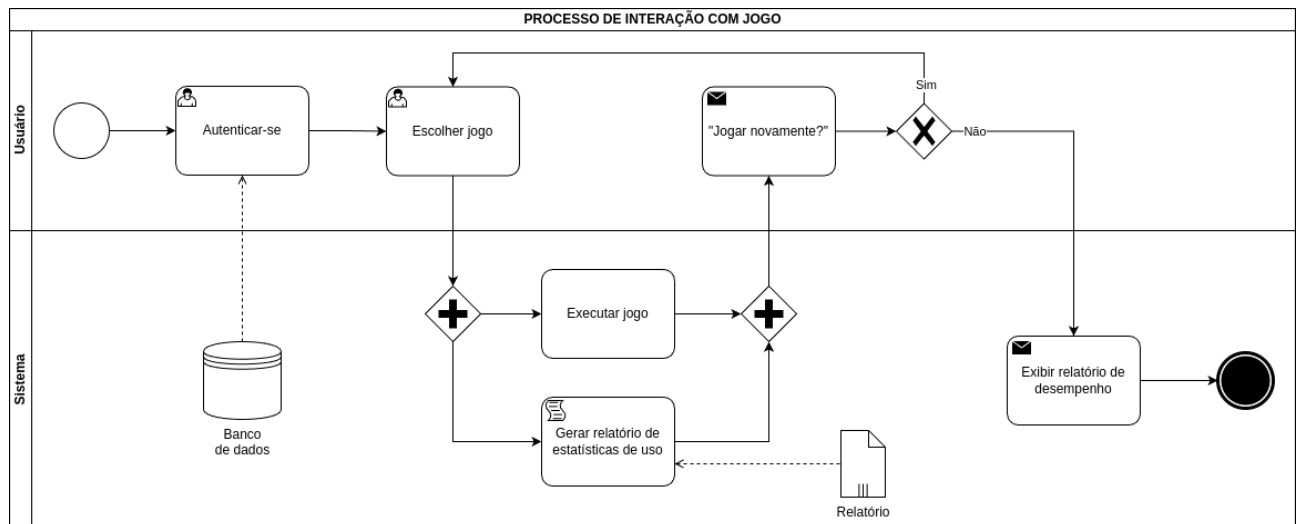 PROCESSO DE INTERAÇÃO COM JOGO
Usuário
Autenticar-se
Escolher jogo
"Jogar novamente?"
Sim
Não
Sistema
Banco
de dados
Executar jogo
Gerar relatório de
estatísticas de uso
Relatório
Exibir relatório de
desempenho